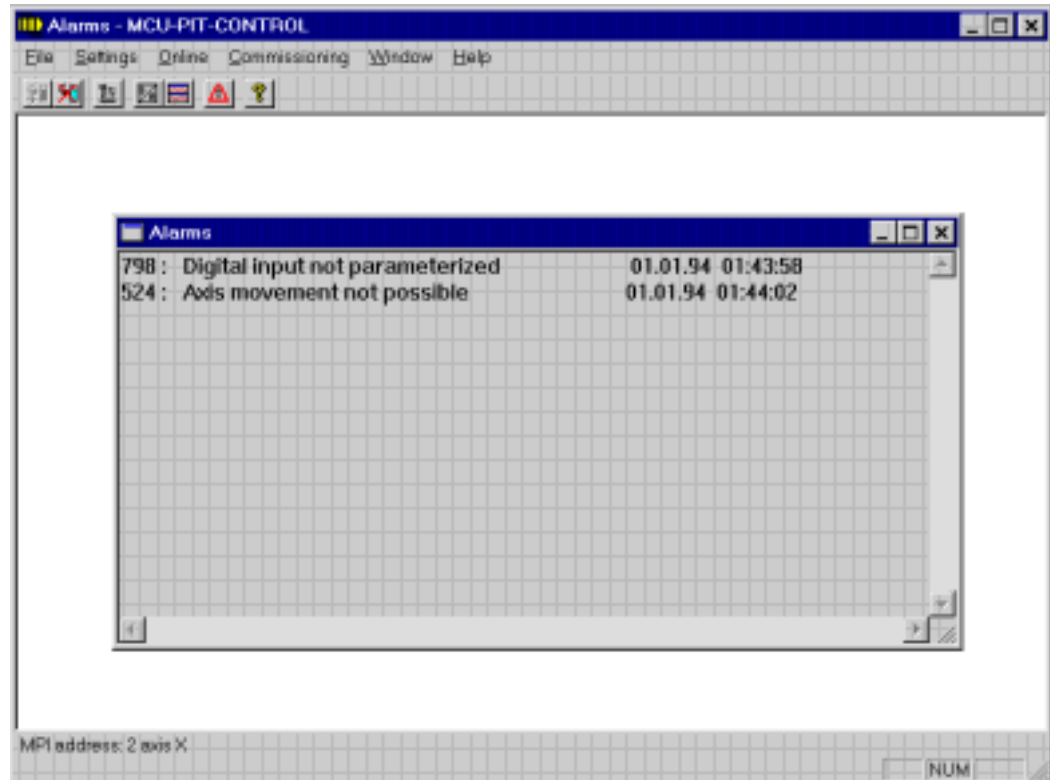 Alarms - MCU-PIT-CONTROL
File Settings Online Commissioning Window Help
Alarms
798 : Digital input not parameterized 01.01.94 01:43:58
524 : Axis movement not possible 01.01.94 01:44:02
MPI address: 2 axis X
NUM